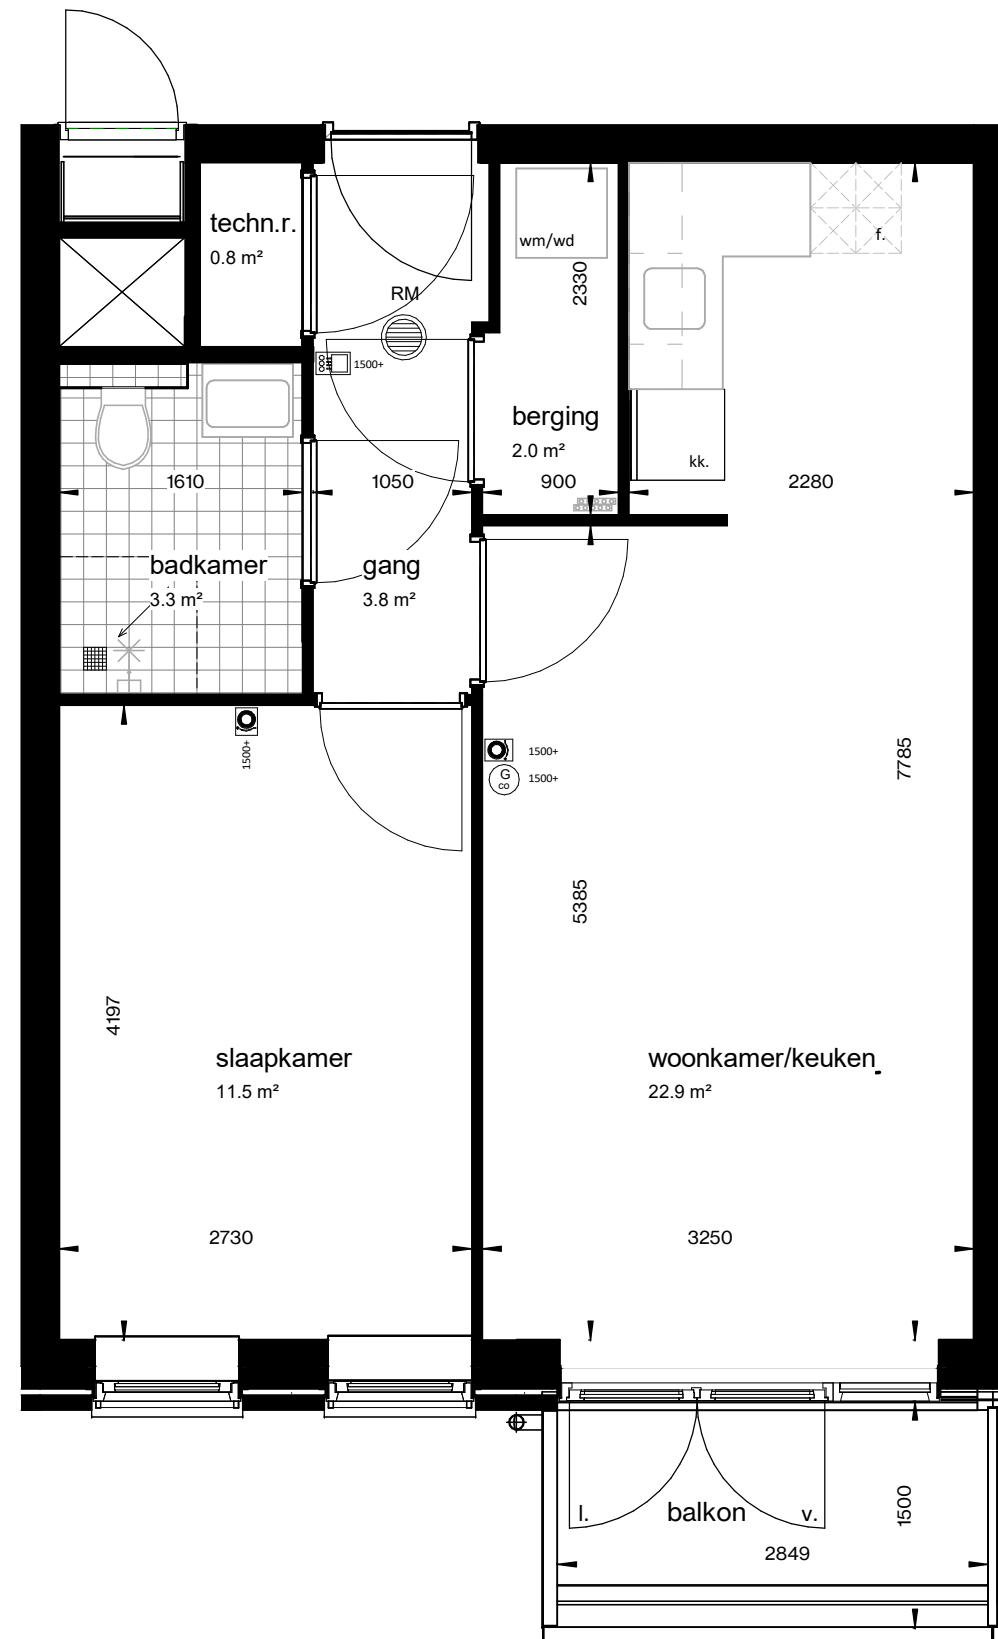 techn.r.
0.8 m²
wm/wd
f.
2330
RM
1500+
berging
2.0 m²
kk.
1610
1050
900
2280
badkamer
3.3 m²
gang
3.8 m²
1500+
1500+
G
co
1500+
7785
5385
4197
slaapkamer
11.5 m²
woonkamer/keuken
22.9 m²
2730
3250
l.
balkon
v.
1500
2849